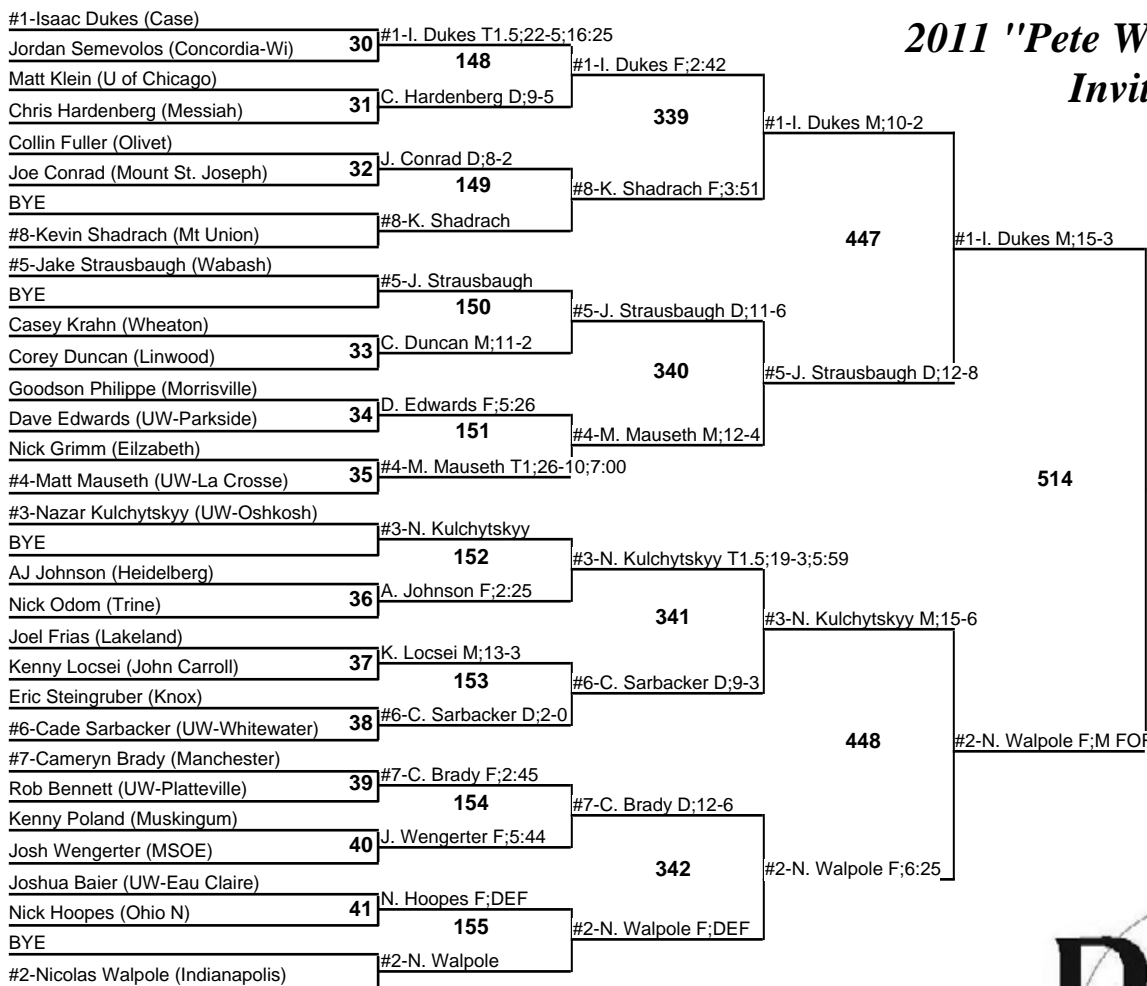 2011 "Pete W
Invit
#1-Isaac Dukes (Case)
Jordan Semevolos (Concordia-Wi)
30
Matt Klein (U of Chicago)
Chris Hardenberg (Messiah)
31
Collin Fuller (Olivet)
Joe Conrad (Mount St. Joseph)
32
BYE
#8-Kevin Shadrach (Mt Union)
#5-Jake Strausbaugh (Wabash)
BYE
Casey Krahn (Wheaton)
Corey Duncan (Linwood)
33
Goodson Philippe (Morrisville)
Dave Edwards (UW-Parkside)
34
Nick Grimm (Eilzabeth)
#4-Matt Mauseth (UW-La Crosse)
35
#3-Nazar Kulchytskyy (UW-Oshkosh)
BYE
AJ Johnson (Heidelberg)
Nick Odom (Trine)
36
Joel Frias (Lakeland)
Kenny Locsei (John Carroll)
37
Eric Steingruber (Knox)
#6-Cade Sarbacker (UW-Whitewater)
38
#7-Cameryn Brady (Manchester)
Rob Bennett (UW-Platteville)
39
Kenny Poland (Muskingum)
Josh Wengerter (MSOE)
40
Joshua Baier (UW-Eau Claire)
Nick Hoopes (Ohio N)
41
BYE
#2-Nicolas Walpole (Indianapolis)
#1-I. Dukes T1.5;22-5;16:25
148
C. Hardenberg D;9-5
J. Conrad D;8-2
149
#8-K. Shadrach
#5-J. Strausbaugh
150
C. Duncan M;11-2
D. Edwards F;5:26
151
#4-M. Mauseth T1;26-10;7:00
#3-N. Kulchytskyy
152
A. Johnson F;2:25
K. Locsei M;13-3
153
#6-C. Sarbacker D;2-0
#7-C. Brady F;2:45
154
J. Wengerter F;5:44
N. Hoopes F;DEF
155
#2-N. Walpole
#1-I. Dukes F;2:42
339
#8-K. Shadrach F;3:51
#5-J. Strausbaugh D;11-6
340
#4-M. Mauseth M;12-4
#3-N. Kulchytskyy T1.5;19-3;5:59
341
#6-C. Sarbacker D;9-3
#7-C. Brady D;12-6
342
#2-N. Walpole F;DEF
#1-I. Dukes M;10-2
447
#5-J. Strausbaugh D;12-8
#3-N. Kulchytskyy M;15-6
448
#2-N. Walpole F;6:25
#1-I. Dukes M;15-3
514
#2-N. Walpole F;M FOR
D